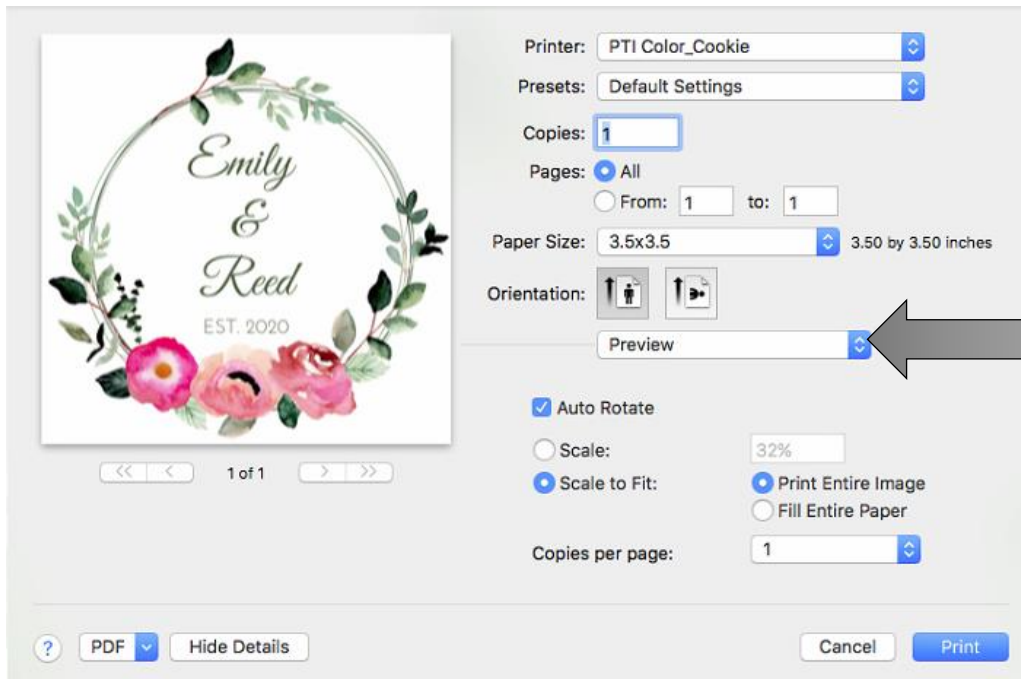 Emily
&
Reed
EST. 2020
<< < 1 of 1 > >>
Printer: PTI Color_Cookie
Presets: Default Settings
Copies: 1
Pages: All
From: 1 to: 1
Paper Size: 3.5x3.5 3.50 by 3.50 inches
Orientation:
Preview
Auto Rotate
Scale: 32%
Scale to Fit: Print Entire Image
Fill Entire Paper
Copies per page: 1
? PDF Hide Details Cancel Print